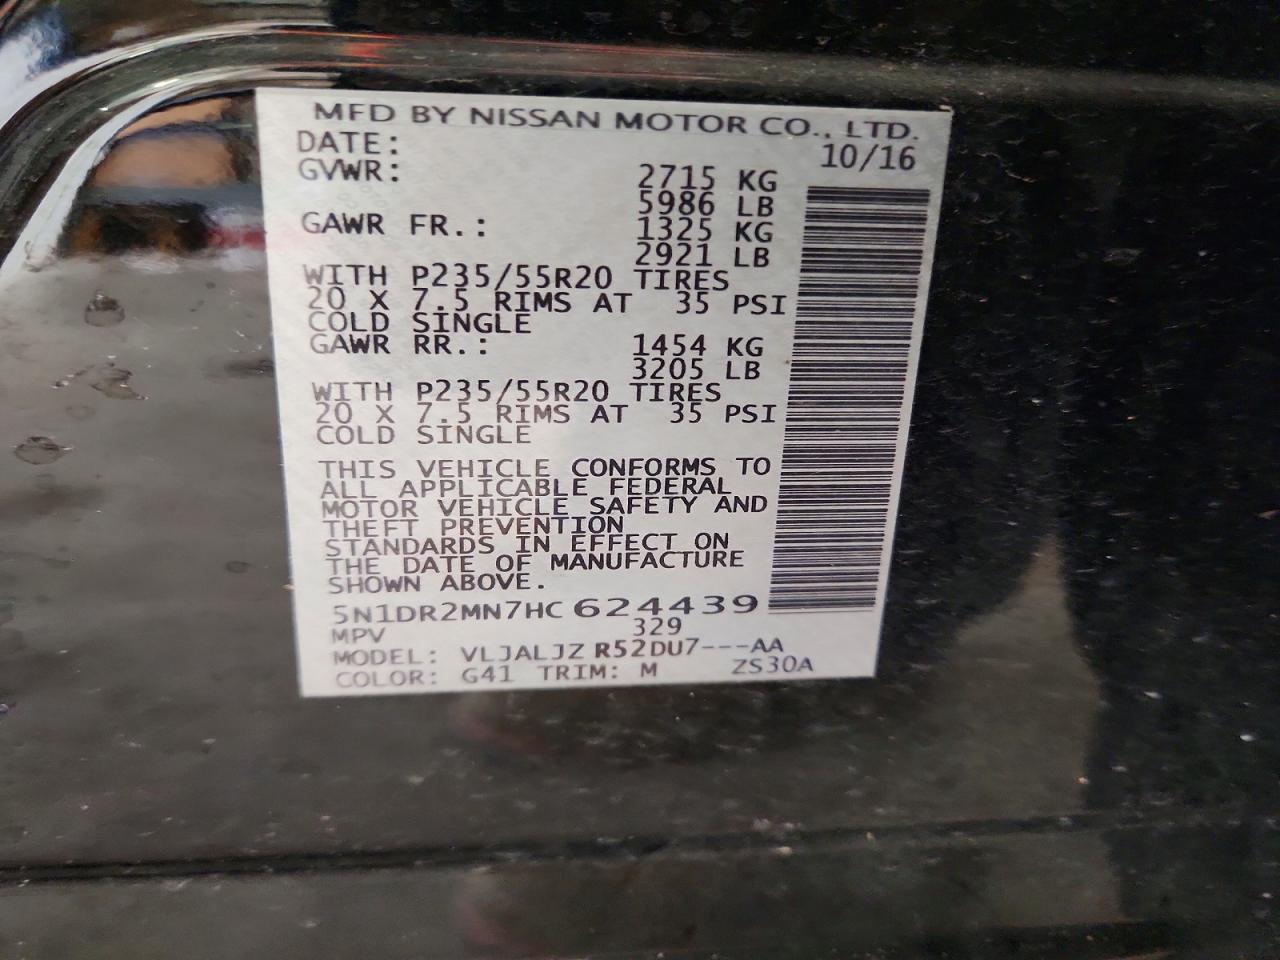 MFD BY NISSAN MOTOR CO., LTD.
DATE: 10/16
GVWR: 2715 KG
5986 LB
GAWR FR.: 1325 KG
2921 LB
WITH P235/55R20 TIRES
20 X 7.5 RIMS AT 35 PSI
COLD SINGLE
GAWR RR.: 1454 KG
3205 LB
WITH P235/55R20 TIRES
20 X 7.5 RIMS AT 35 PSI
COLD SINGLE
THIS VEHICLE CONFORMS TO
ALL APPLICABLE FEDERAL
MOTOR VEHICLE SAFETY AND
THEFT PREVENTION
STANDARDS IN EFFECT ON
THE DATE OF MANUFACTURE
SHOWN ABOVE.
5N1DR2MN7HC624439
MPV 329
MODEL: VLJALJZ R52DU7---AA
COLOR: G41 TRIM: M ZS30A